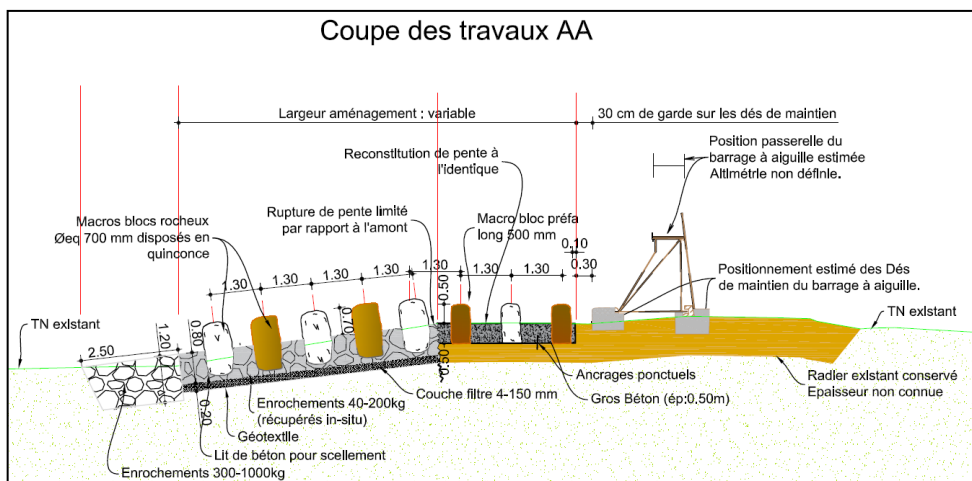 Coupe des travaux AA
Largeur aménagement : variable
30 cm de garde sur les dés de maintien
Reconstitution de pente à
l'identique
Position passerelle du
barrage à aiguille estimée
Altimétrie non définie.
Macros blocs rocheux
Øeq 700 mm disposés en
quinconce
Rupture de pente limité
par rapport à l'amont
Macro bloc préfa
long 500 mm
0.10
0.30
1.30
1.30
1.30
1.30
1.30
1.30
1.30
0.50
Positionnement estimé des Dés
de maintien du barrage à aiguille.
TN existant
TN existant
2.50
1.20
0.80
0.70
0.50
0.20
Ancrages ponctuels
Radier existant conservé
Epaisseur non connue
Couche filtre 4-150 mm
Gros Béton (ép:0.50m)
Enrochements 40-200kg
(récupérés in-situ)
Géotextile
Lit de béton pour scellement
Enrochements 300-1000kg